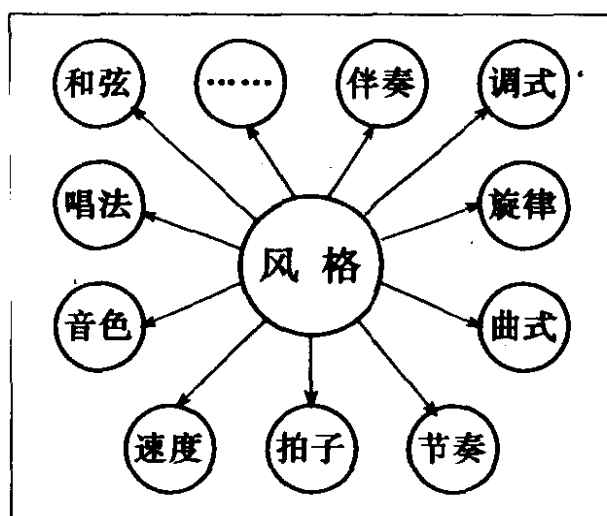 和弦 …… 伴奏 调式
唱法 旋律
风格
音色 曲式
速度 拍子 节奏